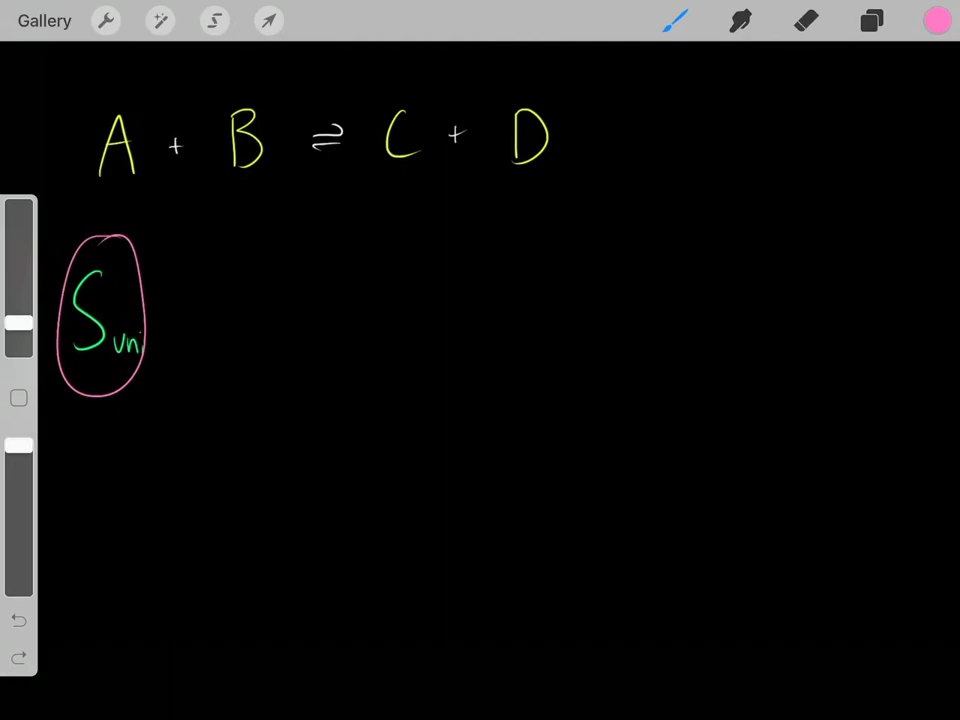 Gallery
A + B ⇌ C + D
Suni